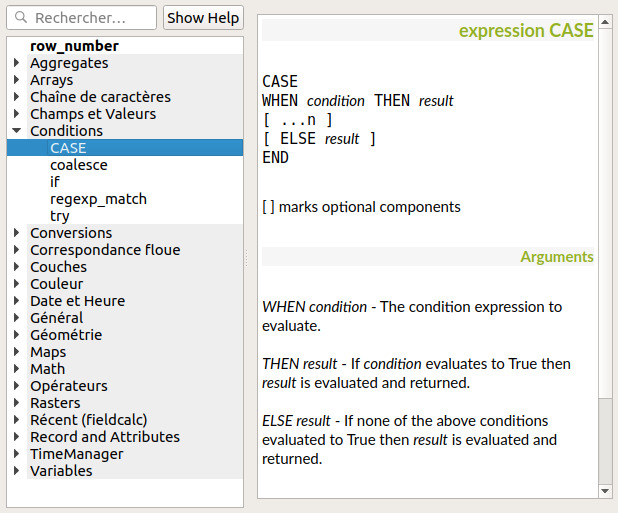 Rechercher...
Show Help
row_number
Aggregates
Arrays
Chaîne de caractères
Champs et Valeurs
Conditions
CASE
coalesce
if
regexp_match
try
Conversions
Correspondance floue
Couches
Couleur
Date et Heure
Général
Géométrie
Maps
Math
Opérateurs
Rasters
Récent (fieldcalc)
Record and Attributes
TimeManager
Variables
expression CASE
CASE
WHEN condition THEN result
[ ...n ]
[ ELSE result ]
END
[ ] marks optional components
Arguments
WHEN condition - The condition expression to
evaluate.
THEN result - If condition evaluates to True then
result is evaluated and returned.
ELSE result - If none of the above conditions
evaluated to True then result is evaluated and
returned.